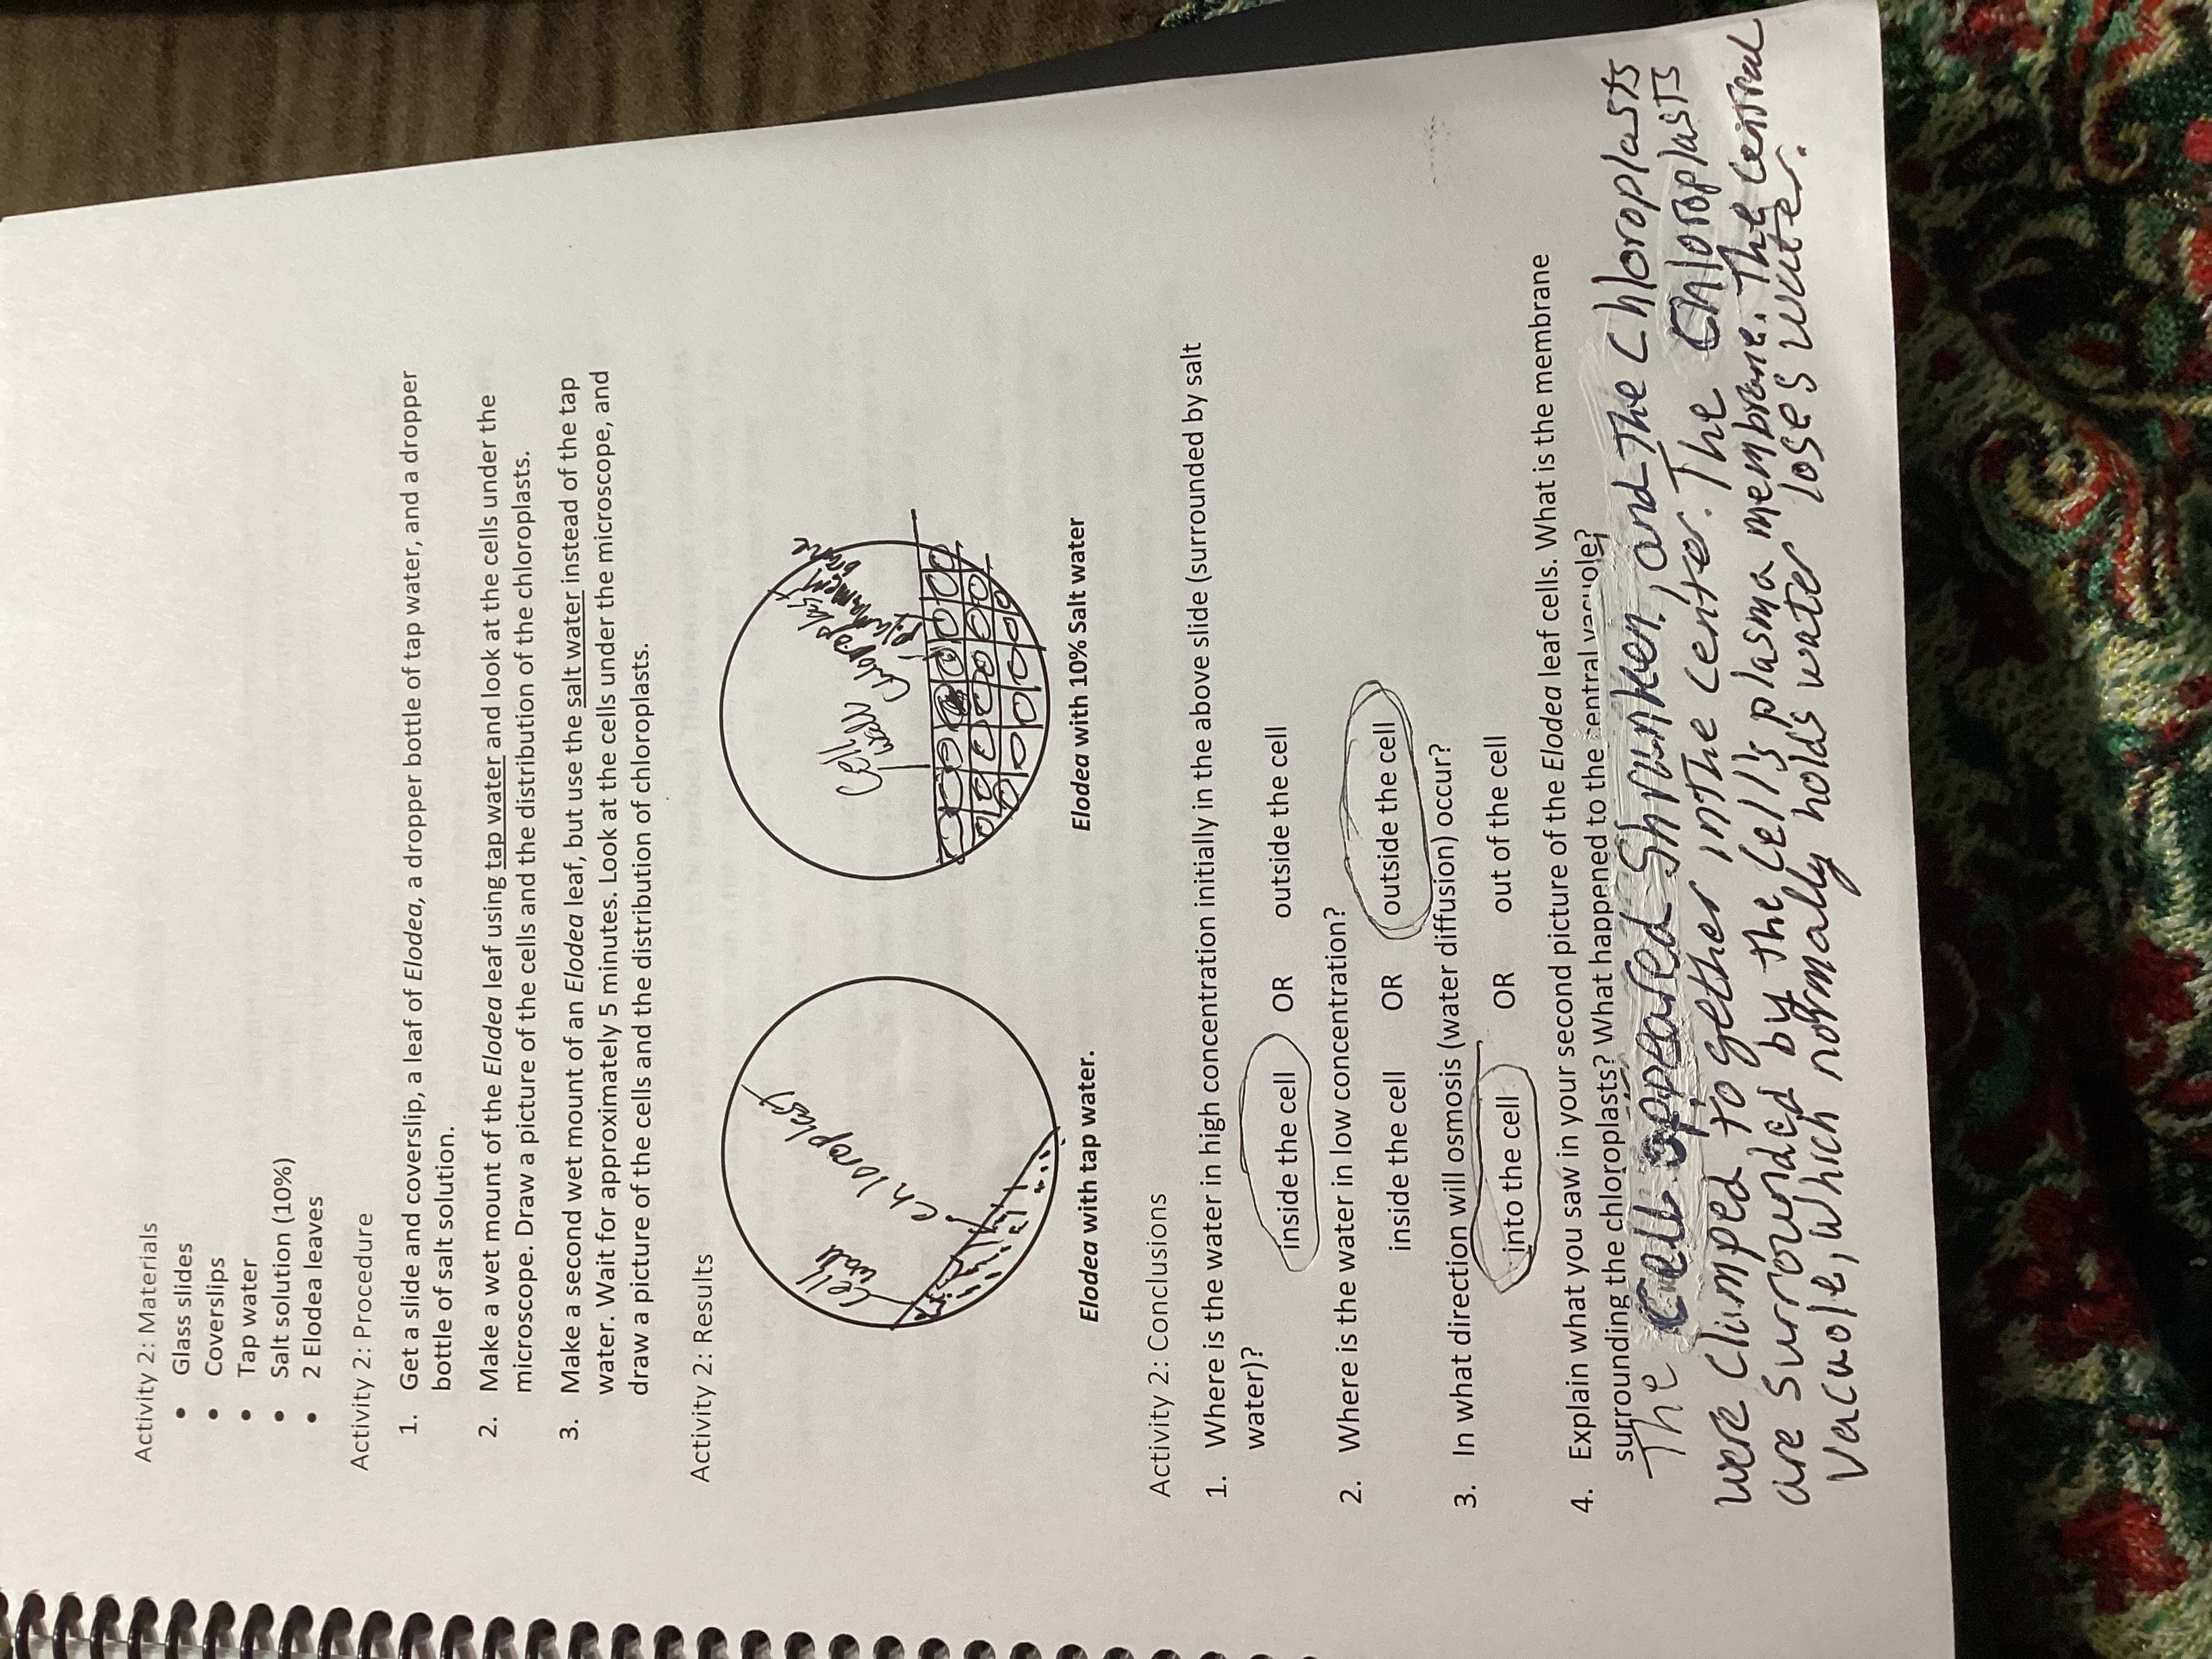 Activity 2: Materials
• Glass slides
• Coverslips
• Tap water
• Salt solution (10%)
• 2 Elodea leaves
Activity 2: Procedure
1. Get a slide and coverslip, a leaf of Elodea, a dropper bottle of tap water, and a dropper
bottle of salt solution.
2. Make a wet mount of the Elodea leaf using tap water and look at the cells under the
microscope. Draw a picture of the cells and the distribution of the chloroplasts.
3. Make a second wet mount of an Elodea leaf, but use the salt water instead of the tap
water. Wait for approximately 5 minutes. Look at the cells under the microscope, and
draw a picture of the cells and the distribution of chloroplasts.
Activity 2: Results
cell
wall
chloroplast
Cell
wall
Chloroplast
Elodea with tap water.
Elodea with 10% Salt water
Activity 2: Conclusions
1. Where is the water in high concentration initially in the above slide (surrounded by salt
water)?
inside the cell OR outside the cell
2. Where is the water in low concentration?
inside the cell OR outside the cell
3. In what direction will osmosis (water diffusion) occur?
into the cell OR out of the cell
4. Explain what you saw in your second picture of the Elodea leaf cells. What is the membrane
surrounding the chloroplasts? What happened to the central vacuole?
The Cell appeared Shrunken, and The Chloroplasts
were Clumped together in the center. The Chloroplasts
are surrounded by the Cell's plasma membrane. The Central
Vacuole, Which normally holds water loses water.